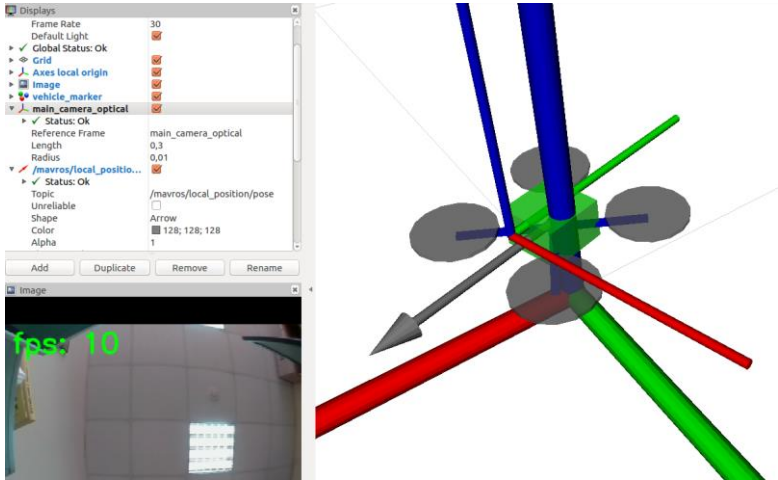 Displays
Frame Rate 30
Default Light
Global Status: Ok
Grid
Axes local origin
Image
vehicle_marker
main_camera_optical
Status: Ok
Reference Frame main_camera_optical
Length 0,3
Radius 0,01
/mavros/local_positio...
Status: Ok
Topic /mavros/local_position/pose
Unreliable
Shape Arrow
Color 128; 128; 128
Alpha 1
Add Duplicate Remove Rename
Image
fps: 10